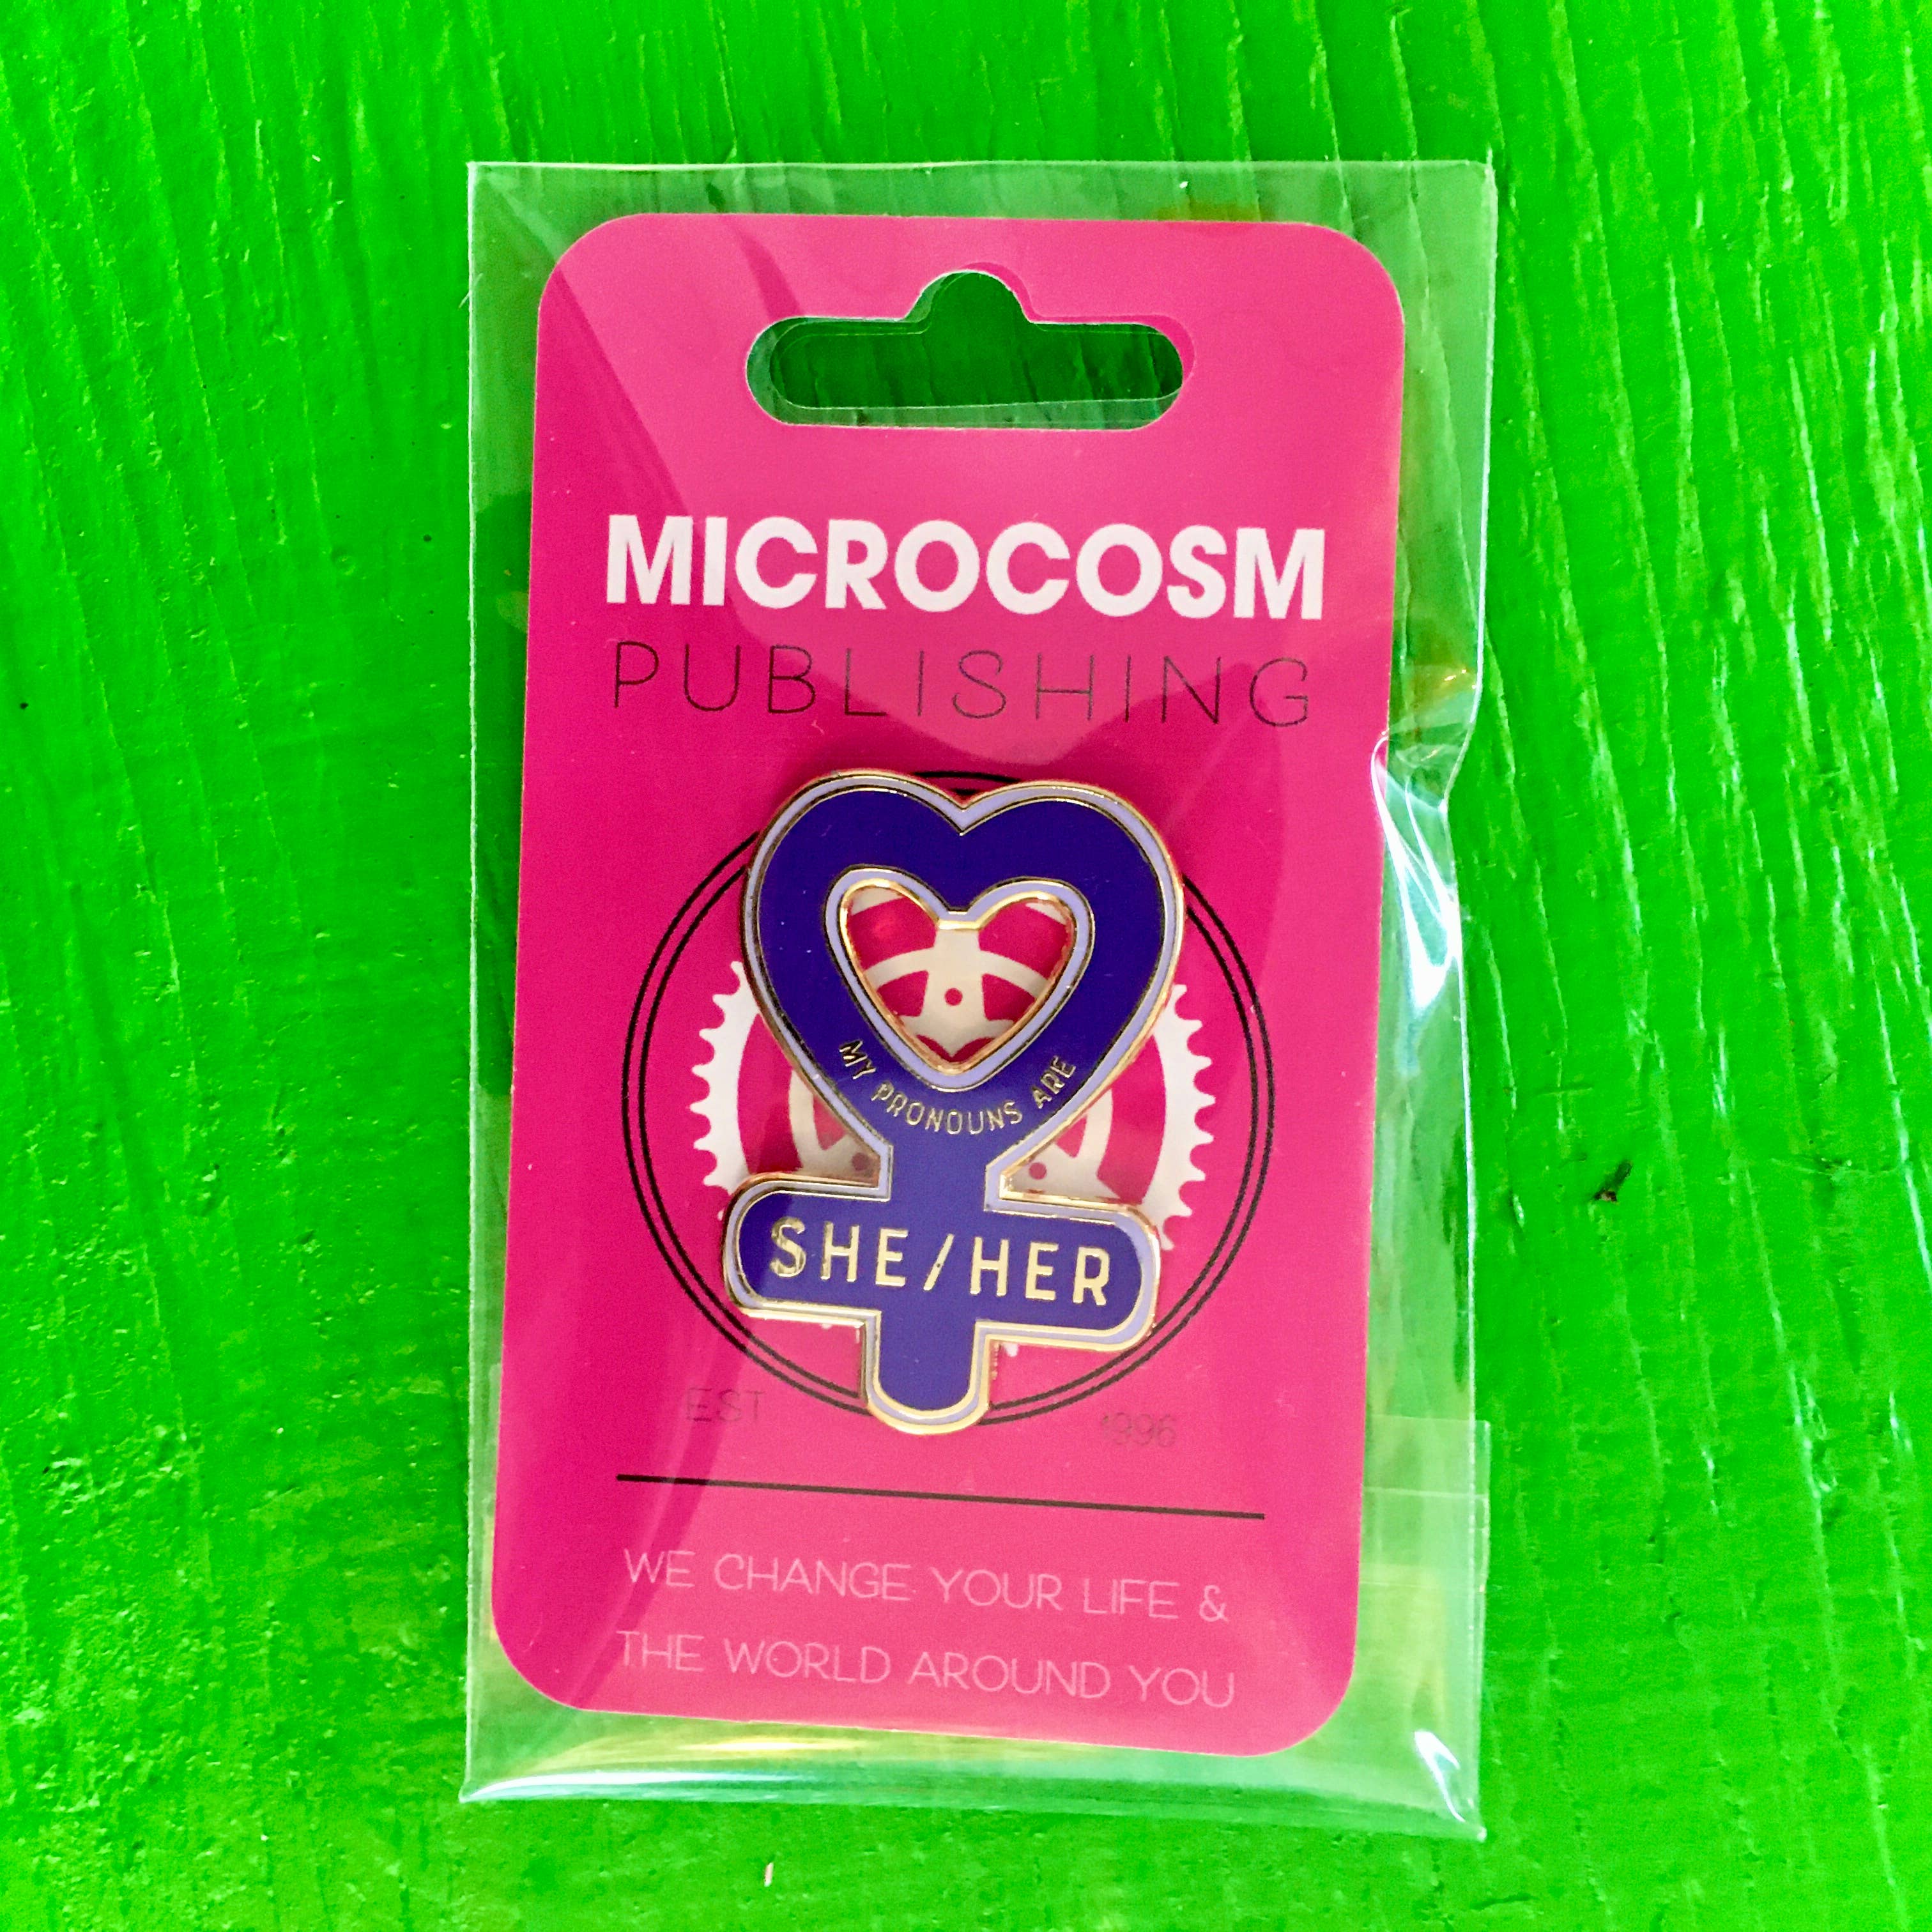 MICROCOSM
PUBLISHING
MY PRONOUNS ARE
SHE/HER
EST 1996
WE CHANGE YOUR LIFE &
THE WORLD AROUND YOU